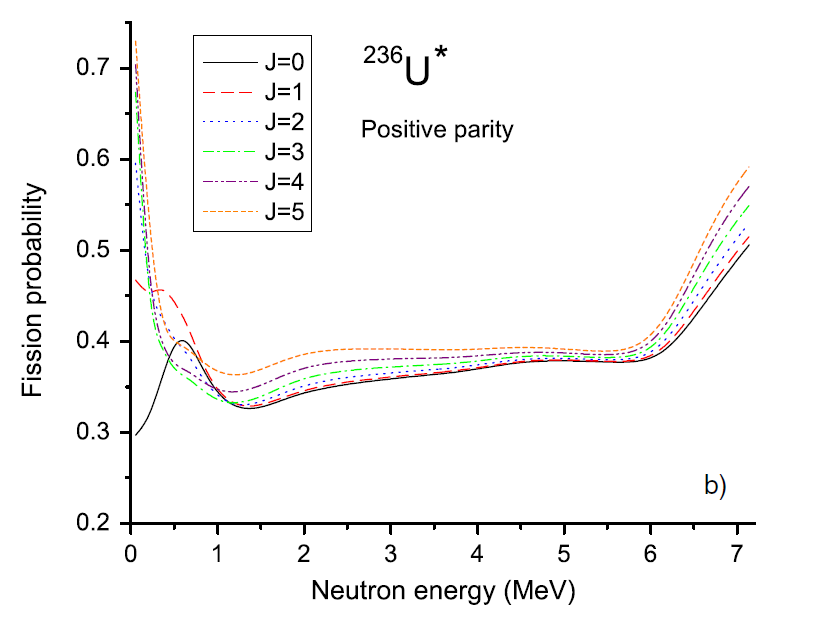 J=0
J=1
J=2
J=3
J=4
J=5
236U*
Positive parity
0.7
0.6
0.5
0.4
0.3
0.2
Fission probability
b)
0 1 2 3 4 5 6 7
Neutron energy (MeV)